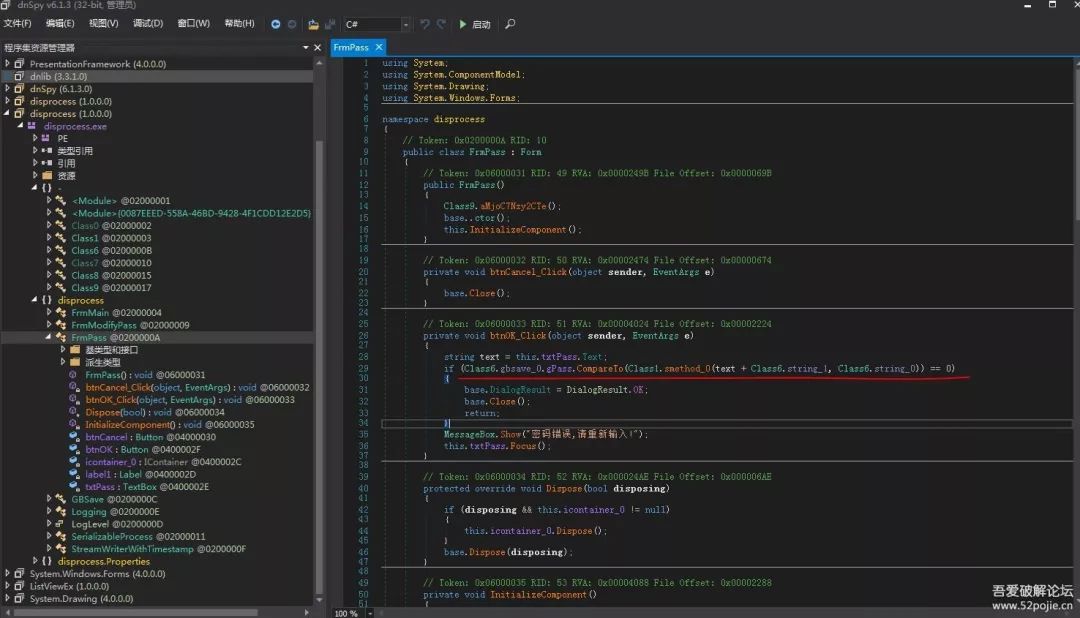 dnSpy v6.1.3 (32-bit, 管理员)
文件(F) 编辑(E) 视图(V) 调试(D) 窗口(W) 帮助(H) C# 启动
程序集资源管理器
PresentationFramework (4.0.0.0)
dnlib (3.3.1.0)
dnSpy (6.1.3.0)
disprocess (1.0.0.0)
disprocess (1.0.0.0)
disprocess.exe
PE
类型引用
引用
资源
{ } -
<Module> @02000001
<Module>{0087EEED-558A-46BD-9428-4F1CDD12E2D5}
Class0 @02000002
Class1 @02000003
Class6 @0200000B
Class7 @02000010
Class8 @02000015
Class9 @02000017
{ } disprocess
FrmMain @02000004
FrmModifyPass @02000009
FrmPass @0200000A
基类型和接口
派生类型
FrmPass() : void @06000031
btnCancel_Click(object, EventArgs) : void @06000032
btnOK_Click(object, EventArgs) : void @06000033
Dispose(bool) : void @06000034
InitializeComponent() : void @06000035
btnCancel : Button @04000030
btnOK : Button @0400002F
icontainer_0 : IContainer @0400002C
label1 : Label @0400002D
txtPass : TextBox @0400002E
GBSave @0200000C
Logging @0200000E
LogLevel @0200000D
SerializableProcess @02000011
StreamWriterWithTimestamp @0200000F
{ } disprocess.Properties
System.Windows.Forms (4.0.0.0)
ListViewEx (1.0.0.0)
System.Drawing (4.0.0.0)
FrmPass
1 using System;
2 using System.ComponentModel;
3 using System.Drawing;
4 using System.Windows.Forms;
5
6 namespace disprocess
7 {
8 // Token: 0x0200000A RID: 10
9 public class FrmPass : Form
10 {
11 // Token: 0x06000031 RID: 49 RVA: 0x0000249B File Offset: 0x0000069B
12 public FrmPass()
13 {
14 Class9.aMjoC7Nzy2CTe();
15 base..ctor();
16 this.InitializeComponent();
17 }
18
19 // Token: 0x06000032 RID: 50 RVA: 0x00002474 File Offset: 0x00000674
20 private void btnCancel_Click(object sender, EventArgs e)
21 {
22 base.Close();
23 }
24
25 // Token: 0x06000033 RID: 51 RVA: 0x00004024 File Offset: 0x00002224
26 private void btnOK_Click(object sender, EventArgs e)
27 {
28 string text = this.txtPass.Text;
29 if (Class6.gbsave_0.gPass.CompareTo(Class1.smethod_0(text + Class6.string_1, Class6.string_0)) == 0)
30 {
31 base.DialogResult = DialogResult.OK;
32 base.Close();
33 return;
34 }
35 MessageBox.Show("密码错误,请重新输入!");
36 this.txtPass.Focus();
37 }
38
39 // Token: 0x06000034 RID: 52 RVA: 0x000024AE File Offset: 0x000006AE
40 protected override void Dispose(bool disposing)
41 {
42 if (disposing && this.icontainer_0 != null)
43 {
44 this.icontainer_0.Dispose();
45 }
46 base.Dispose(disposing);
47 }
48
49 // Token: 0x06000035 RID: 53 RVA: 0x00004088 File Offset: 0x00002288
50 private void InitializeComponent()
51 {
100 %
吾爱破解论坛
www.52pojie.cn